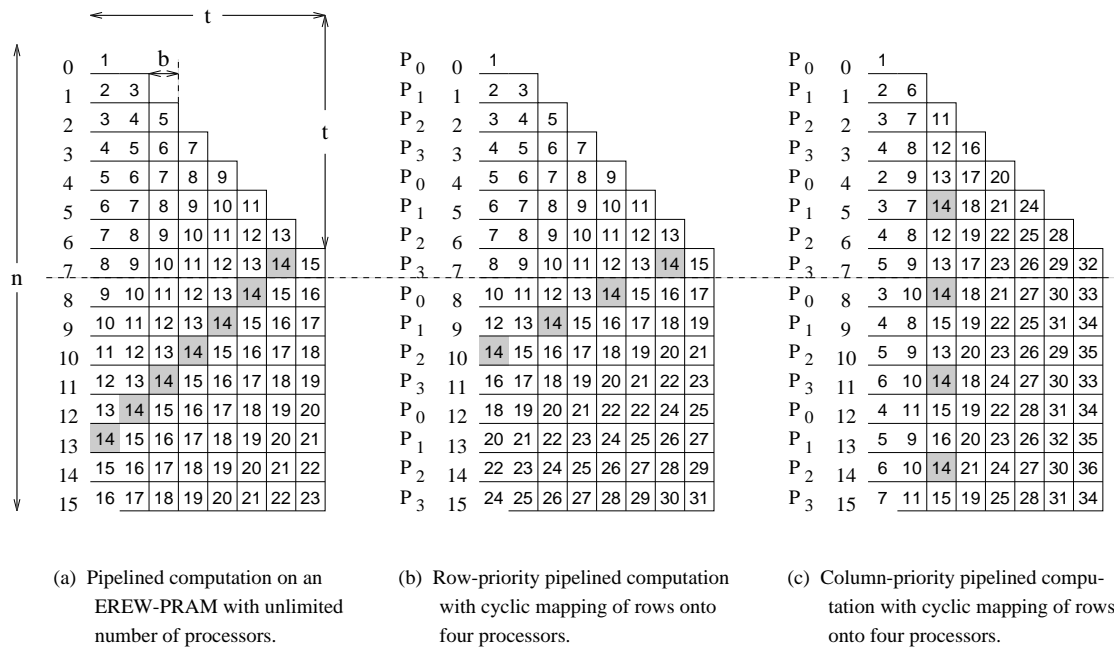 t
b
t
n
0 1
1 2 3
2 3 4 5
3 4 5 6 7
4 5 6 7 8 9
5 6 7 8 9 10 11
6 7 8 9 10 11 12 13
7 8 9 10 11 12 13 14 15
8 9 10 11 12 13 14 15 16
9 10 11 12 13 14 15 16 17
10 11 12 13 14 15 16 17 18
11 12 13 14 15 16 17 18 19
12 13 14 15 16 17 18 19 20
13 14 15 16 17 18 19 20 21
14 15 16 17 18 19 20 21 22
15 16 17 18 19 20 21 22 23
(a) Pipelined computation on an
EREW-PRAM with unlimited
number of processors.
P0 0 1
P1 1 2 3
P2 2 3 4 5
P3 3 4 5 6 7
P0 4 5 6 7 8 9
P1 5 6 7 8 9 10 11
P2 6 7 8 9 10 11 12 13
P3 7 8 9 10 11 12 13 14 15
P0 8 10 11 12 13 14 15 16 17
P1 9 12 13 14 15 16 17 18 19
P2 10 14 15 16 17 18 19 20 21
P3 11 16 17 18 19 20 21 22 23
P0 12 18 19 20 21 22 23 24 25
P1 13 20 21 22 23 24 25 26 27
P2 14 22 23 24 25 26 27 28 29
P3 15 24 25 26 27 28 29 30 31
(b) Row-priority pipelined computation
with cyclic mapping of rows onto
four processors.
P0 0 1
P1 1 2 6
P2 2 3 7 11
P3 3 4 8 12 16
P0 4 2 9 13 17 20
P1 5 3 7 14 18 21 24
P2 6 4 8 12 19 22 25 28
P3 7 5 9 13 17 23 26 29 32
P0 8 3 10 14 18 21 27 30 33
P1 9 4 8 15 19 22 25 31 34
P2 10 5 9 13 20 23 26 29 35
P3 11 6 10 14 18 24 27 30 33
P0 12 4 11 15 19 22 28 31 34
P1 13 5 9 16 20 23 26 32 35
P2 14 6 10 14 21 24 27 30 36
P3 15 7 11 15 19 25 28 31 34
(c) Column-priority pipelined compu-
tation with cyclic mapping of rows
onto four processors.